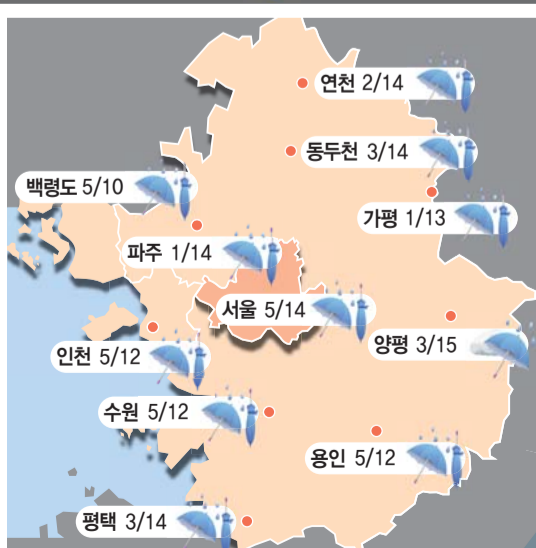 연천 2/14
동두천 3/14
백령도 5/10
가평 1/13
파주 1/14
서울 5/14
양평 3/15
인천 5/12
수원 5/12
용인 5/12
평택 3/14